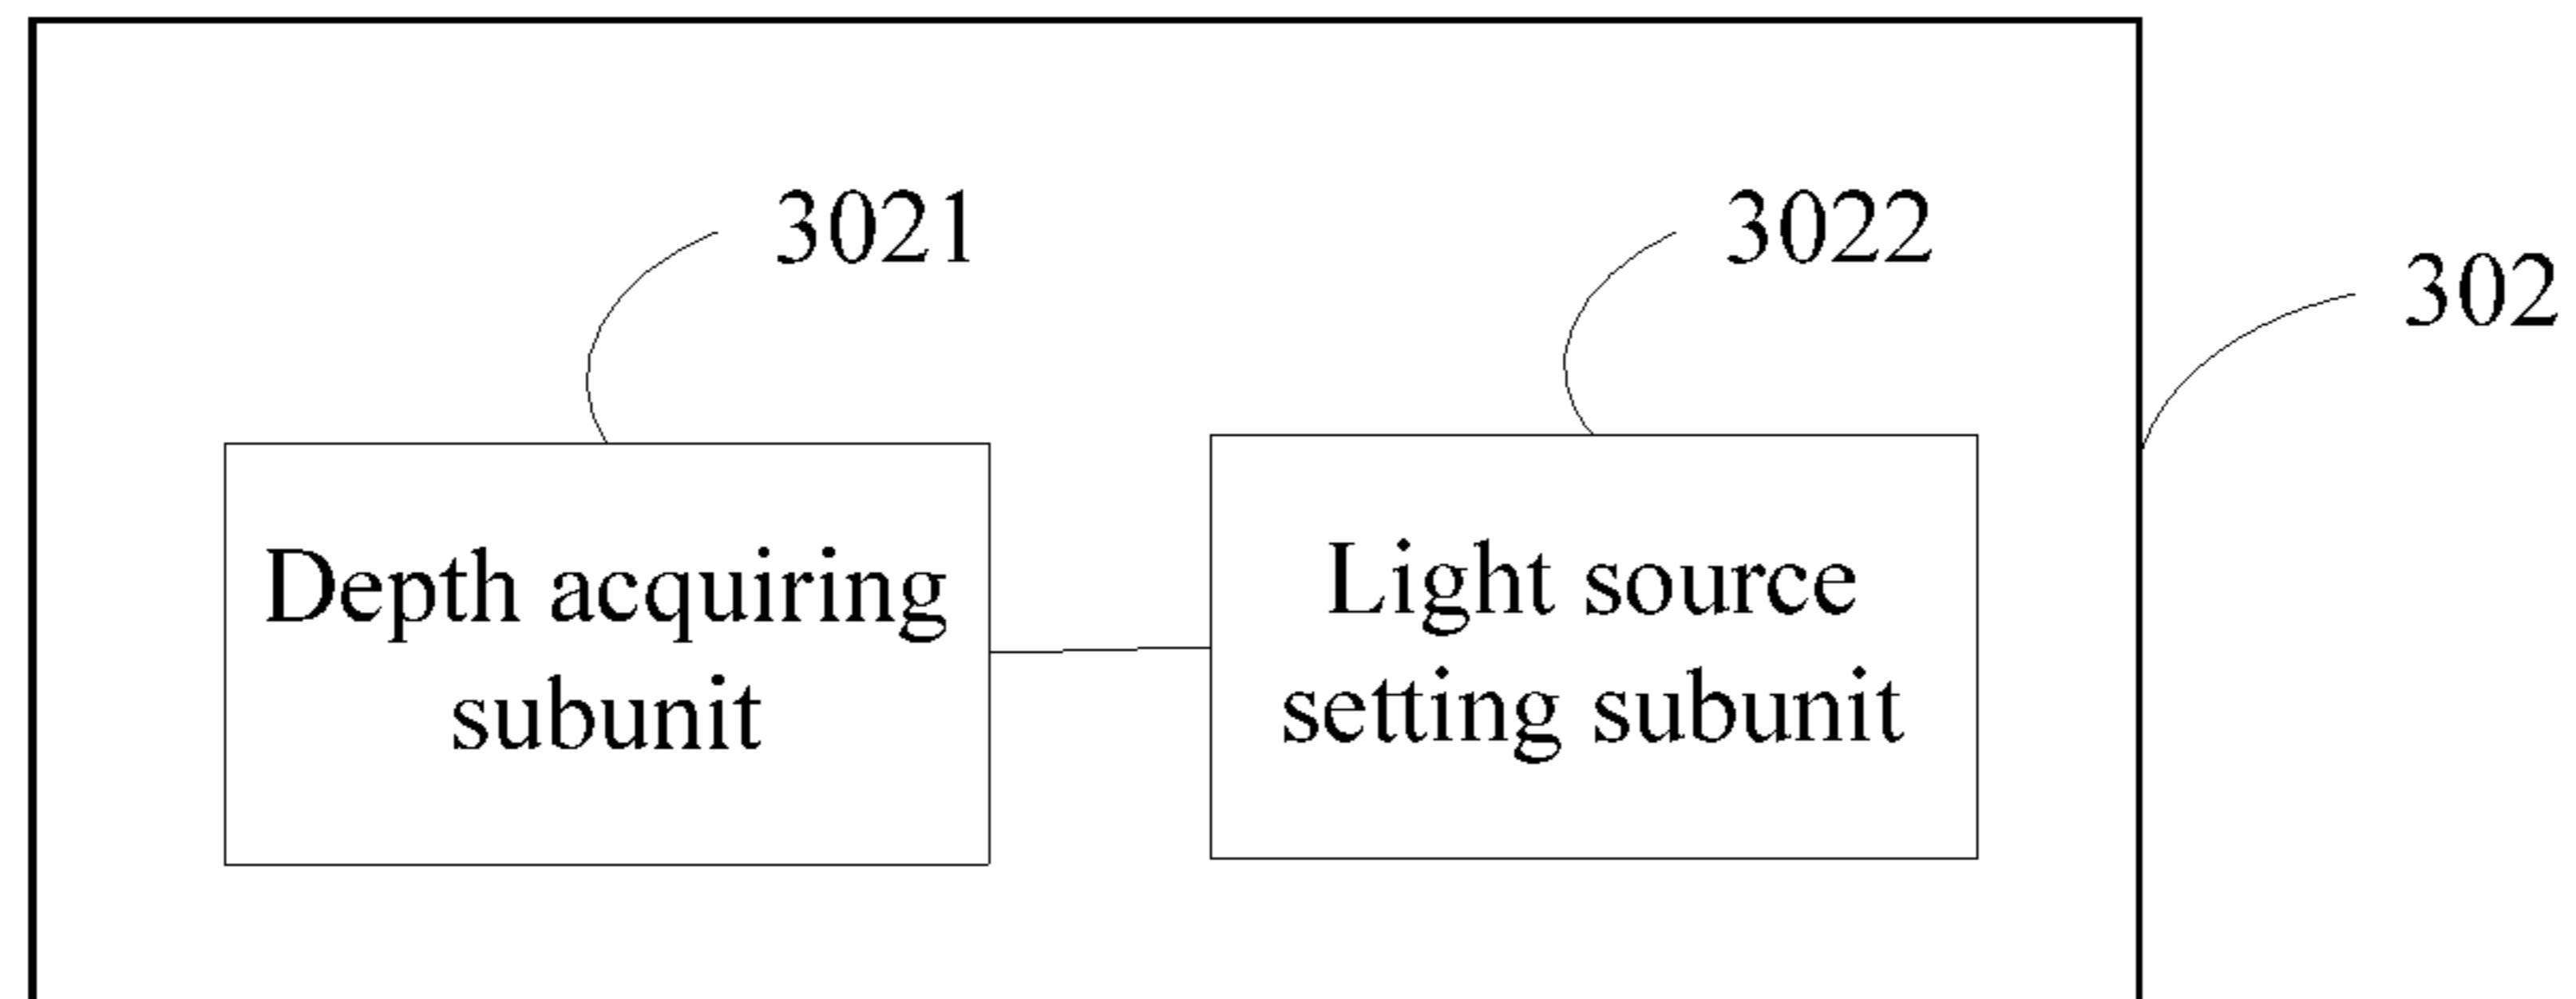 3021
3022
302
Depth acquiring
subunit
Light source
setting subunit